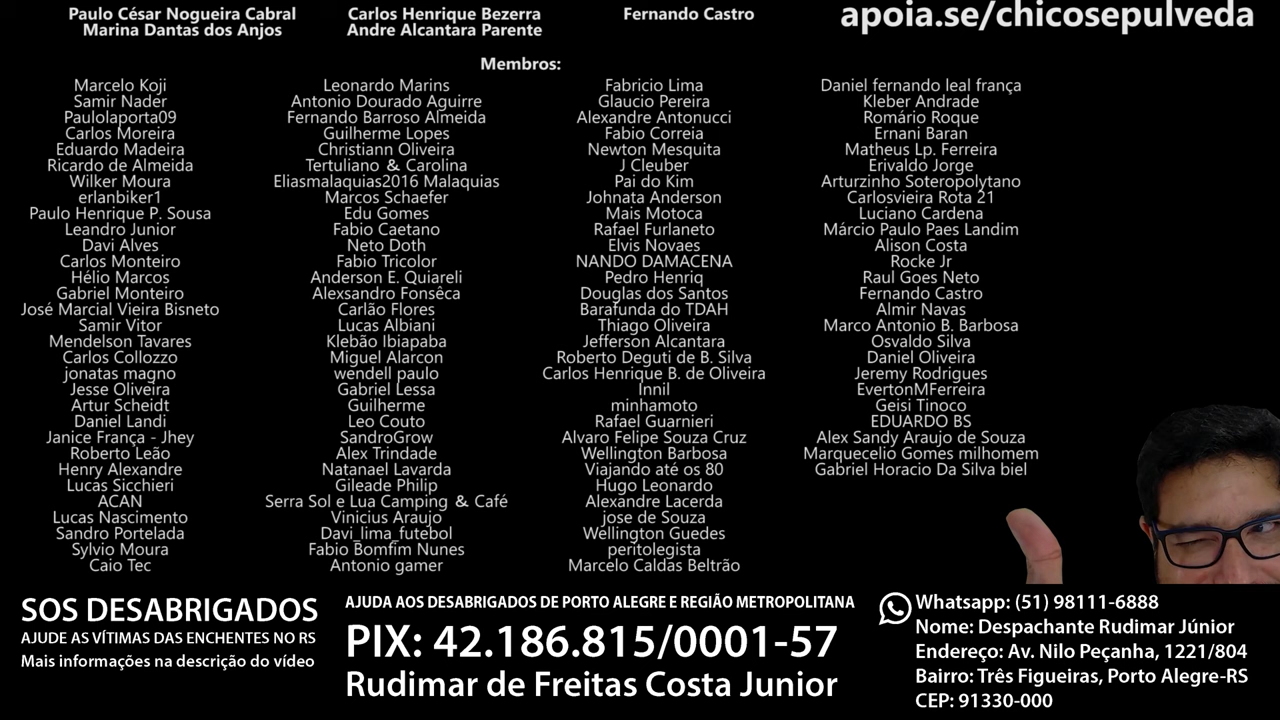 Paulo César Nogueira Cabral
Marina Dantas dos Anjos
Carlos Henrique Bezerra
Andre Alcantara Parente
Fernando Castro
apoia.se/chicosepulveda
Membros:
Marcelo Koji
Samir Nader
Paulolaporta09
Carlos Moreira
Eduardo Madeira
Ricardo de Almeida
Wilker Moura
erlanbiker1
Paulo Henrique P. Sousa
Leandro Junior
Davi Alves
Carlos Monteiro
Hélio Marcos
Gabriel Monteiro
José Marcial Vieira Bisneto
Samir Vitor
Mendelson Tavares
Carlos Collozzo
jonatas magno
Jesse Oliveira
Artur Scheidt
Daniel Landi
Janice França - Jhey
Roberto Leão
Henry Alexandre
Lucas Sicchieri
ACAN
Lucas Nascimento
Sandro Portelada
Sylvio Moura
Caio Tec
Leonardo Marins
Antonio Dourado Aguirre
Fernando Barroso Almeida
Guilherme Lopes
Christiann Oliveira
Tertuliano & Carolina
Eliasmalaquias2016 Malaquias
Marcos Schaefer
Edu Gomes
Fabio Caetano
Neto Doth
Fabio Tricolor
Anderson E. Quiareli
Alexsandro Fonsêca
Carlão Flores
Lucas Albiani
Klebão Ibiapaba
Miguel Alarcon
wendell paulo
Gabriel Lessa
Guilherme
Leo Couto
SandroGrow
Alex Trindade
Natanael Lavarda
Gileade Philip
Serra Sol e Lua Camping & Café
Vinicius Araujo
Davi_lima_futebol
Fabio Bomfim Nunes
Antonio gamer
Fabricio Lima
Glaucio Pereira
Alexandre Antonucci
Fabio Correia
Newton Mesquita
J Cleuber
Pai do Kim
Johnata Anderson
Mais Motoca
Rafael Furlaneto
Elvis Novaes
NANDO DAMACENA
Pedro Henriq
Douglas dos Santos
Barafunda do TDAH
Thiago Oliveira
Jefferson Alcantara
Roberto Deguti de B. Silva
Carlos Henrique B. de Oliveira
Innil
minhamoto
Rafael Guarnieri
Alvaro Felipe Souza Cruz
Wellington Barbosa
Viajando até os 80
Hugo Leonardo
Alexandre Lacerda
jose de Souza
Wellington Guedes
peritolegista
Marcelo Caldas Beltrão
Daniel fernando leal frança
Kleber Andrade
Romário Roque
Ernani Baran
Matheus Lp. Ferreira
Erivaldo Jorge
Arturzinho Soteropolytano
Carlosvieira Rota 21
Luciano Cardena
Márcio Paulo Paes Landim
Alison Costa
Rocke Jr
Raul Goes Neto
Fernando Castro
Almir Navas
Marco Antonio B. Barbosa
Osvaldo Silva
Daniel Oliveira
Jeremy Rodrigues
EvertonMFerreira
Geisi Tinoco
EDUARDO BS
Alex Sandy Araujo de Souza
Marquecelio Gomes milhomem
Gabriel Horacio Da Silva biel
SOS DESABRIGADOS
AJUDE AS VÍTIMAS DAS ENCHENTES NO RS
Mais informações na descrição do vídeo
AJUDA AOS DESABRIGADOS DE PORTO ALEGRE E REGIÃO METROPOLITANA
PIX: 42.186.815/0001-57
Rudimar de Freitas Costa Junior
Whatsapp: (51) 98111-6888
Nome: Despachante Rudimar Júnior
Endereço: Av. Nilo Peçanha, 1221/804
Bairro: Três Figueiras, Porto Alegre-RS
CEP: 91330-000